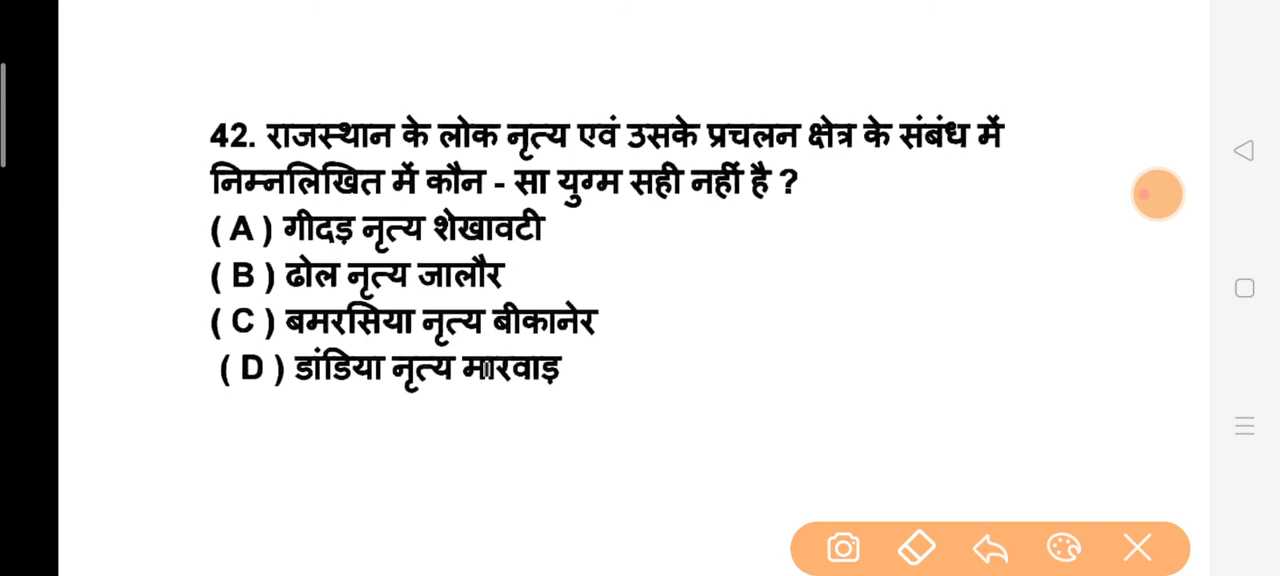 42. राजस्थान के लोक नृत्य एवं उसके प्रचलन क्षेत्र के संबंध में
निम्नलिखित में कौन - सा युग्म सही नहीं है ?
( A ) गीदड़ नृत्य शेखावटी
( B ) ढोल नृत्य जालौर
( C ) बमरसिया नृत्य बीकानेर
( D ) डांडिया नृत्य मारवाड़